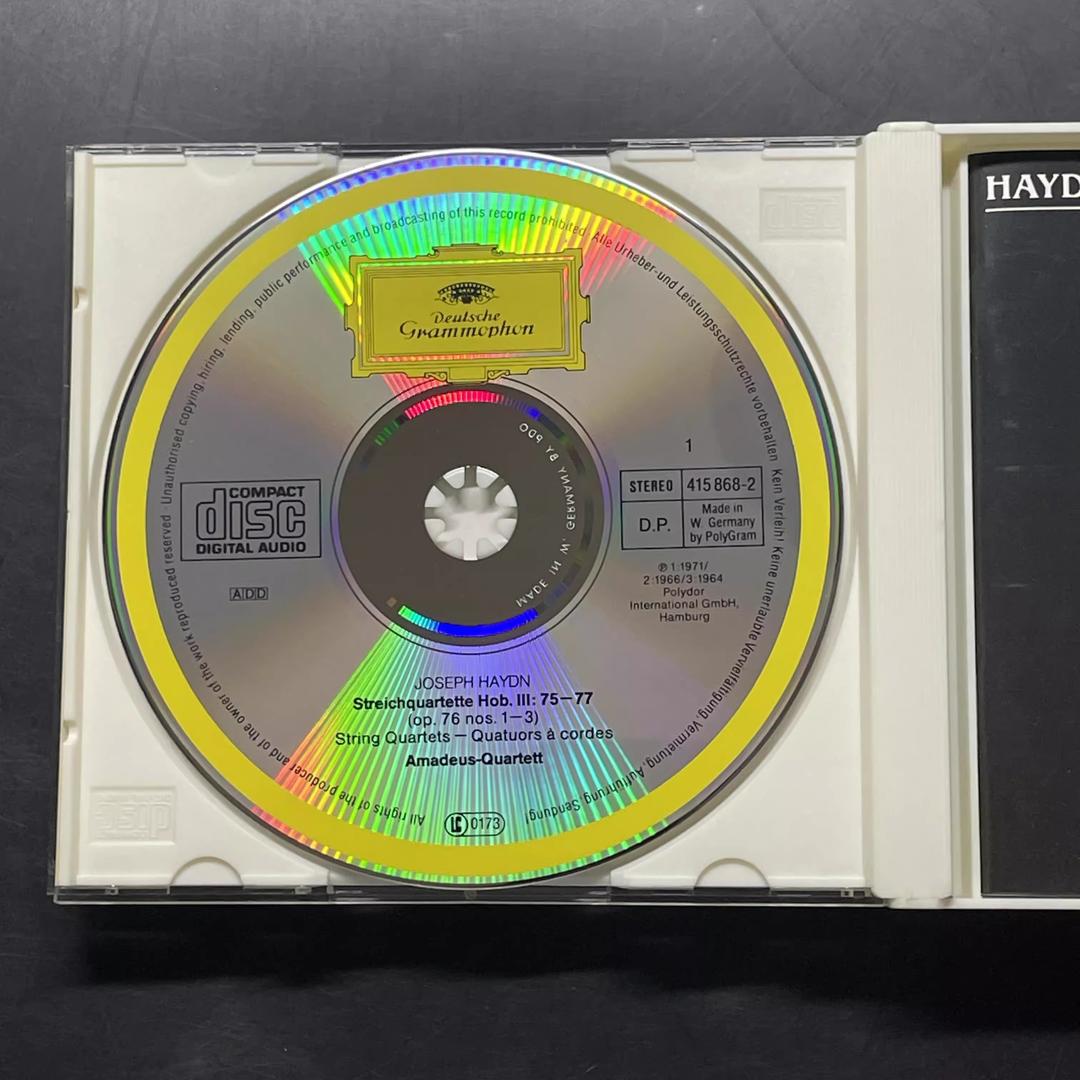 HAYD
All rights of the producer and of the owner of the work reproduced reserved · Unauthorised copying, hiring, lending, public performance and broadcasting of this record prohibited. Alle Urheber-und Leistungsschutzrechte vorbehalten Kein Verleih! Keine unerlaubte Vervielfältigung, Vermietung, Aufführung, Sendung!
Deutsche
Grammophon
COMPACT
disc
DIGITAL AUDIO
ADD
MADE IN W. GERMANY BY PDO
1
STEREO 415 868-2
D.P.
Made in
W. Germany
by PolyGram
℗ 1:1971/
2:1966/3:1964
Polydor
International GmbH,
Hamburg
JOSEPH HAYDN
Streichquartette Hob. III: 75–77
(op. 76 nos. 1–3)
String Quartets – Quatuors à cordes
Amadeus-Quartett
LC 0173
disc
disc